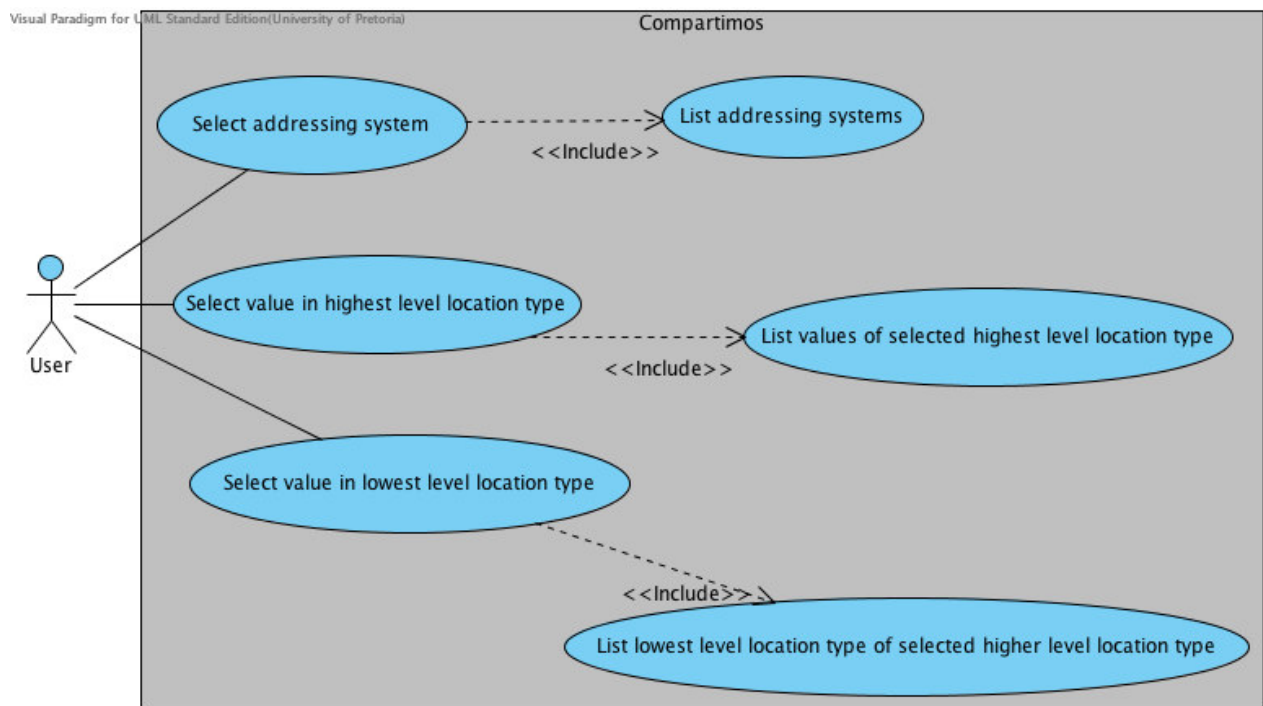 Visual Paradigm for UML Standard Edition(University of Pretoria)
Compartimos
Select addressing system
List addressing systems
<<Include>>
Select value in highest level location type
List values of selected highest level location type
<<Include>>
User
Select value in lowest level location type
<<Include>>
List lowest level location type of selected higher level location type